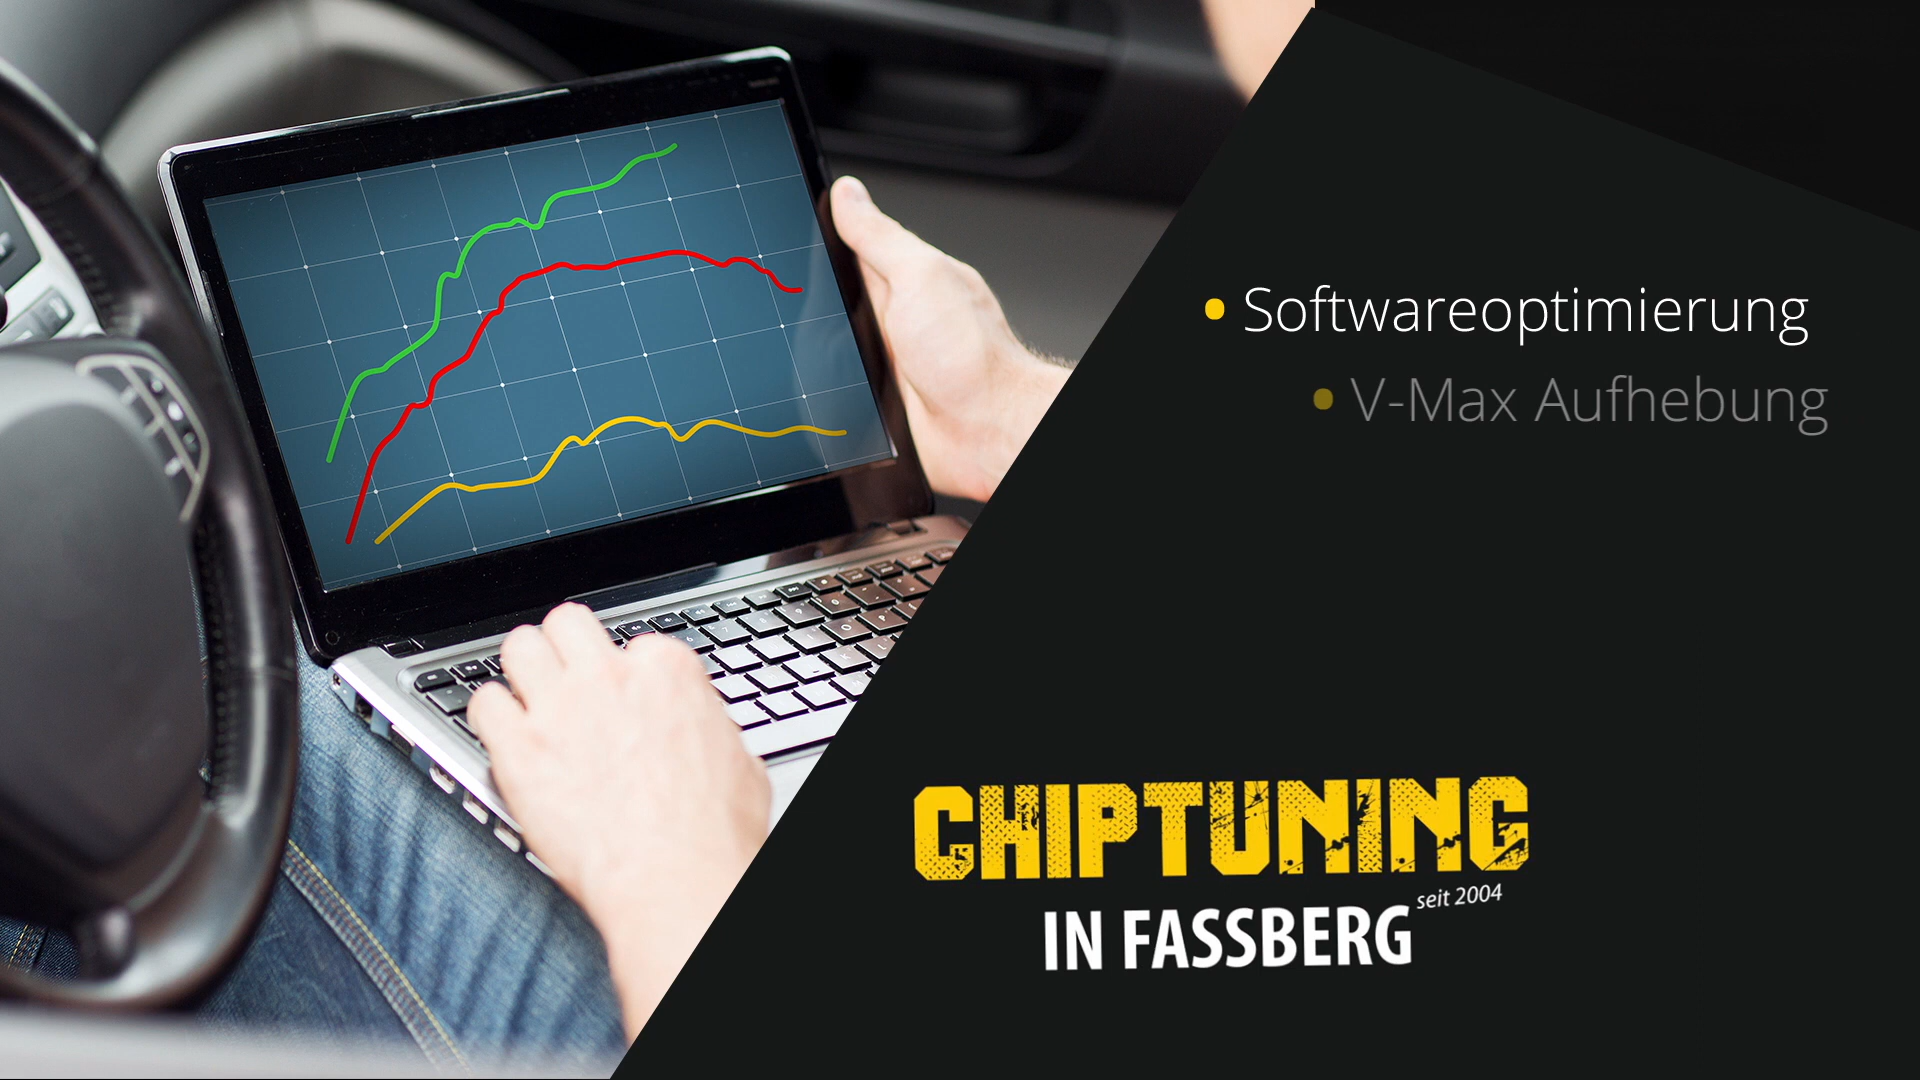 • Softwareoptimierung
• V-Max Aufhebung
CHIPTUNING
seit 2004
IN FASSBERG